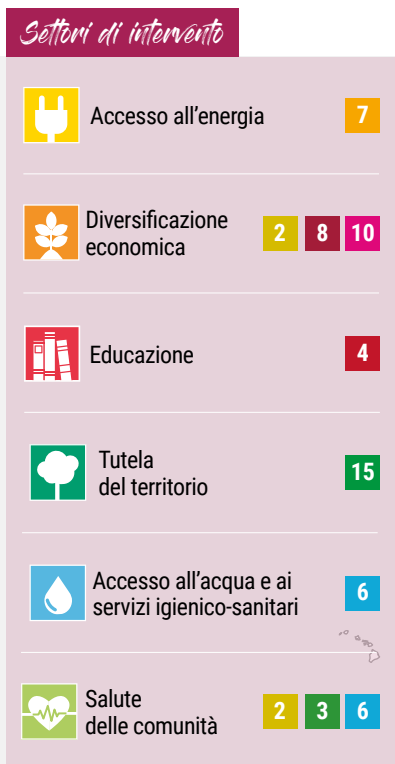 Settori di intervento
Accesso all'energia 7
Diversificazione
economica 2 8 10
Educazione 4
Tutela
del territorio 15
Accesso all'acqua e ai
servizi igienico-sanitari 6
Salute
delle comunità 2 3 6